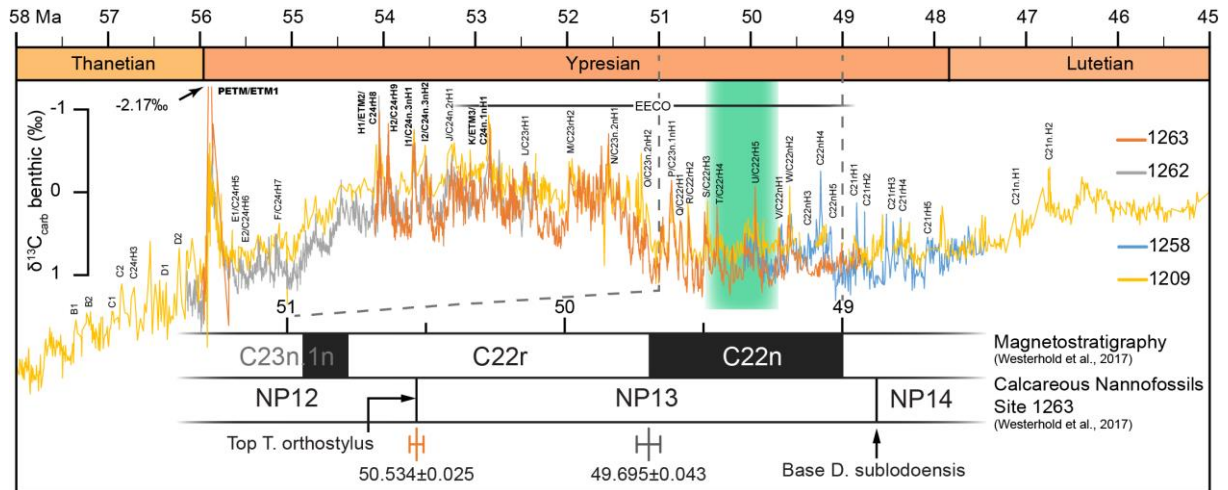 58 Ma 57 56 55 54 53 52 51 50 49 48 47 46 45
Thanetian Ypresian Lutetian
-2.17‰
PETM/ETM1
EECO
-1
0
1
δ¹³Ccarb benthic (‰)
B1
B2
C1
C2
C24rH3
D1
D2
E1/C24rH5
E2/C24rH6
F/C24rH7
H1/ETM2/
C24rH8
H2/C24rH9
I1/C24n.3nH1
I2/C24n.3nH2
J/C24n.2rH1
K/ETM3/
C24n.1nH1
L/C23rH1
M/C23rH2
N/C23n.2nH1
O/C23n.2nH2
P/C23n.1nH1
Q/C22rH1
R/C22rH2
S/C22rH3
T/C22rH4
U/C22rH5
V/C22nH1
W/C22nH2
C22nH3
C22nH4
C22nH5
C21rH1
C21rH2
C21rH3
C21rH4
C21rH5
C21n.H1
C21n.H2
1263
1262
1258
1209
51 50 49
C23n.1n C22r C22n
Magnetostratigraphy
(Westerhold et al., 2017)
NP12 NP13 NP14
Calcareous Nannofossils
Site 1263
(Westerhold et al., 2017)
Top T. orthostylus
50.534±0.025
49.695±0.043
Base D. sublodoensis